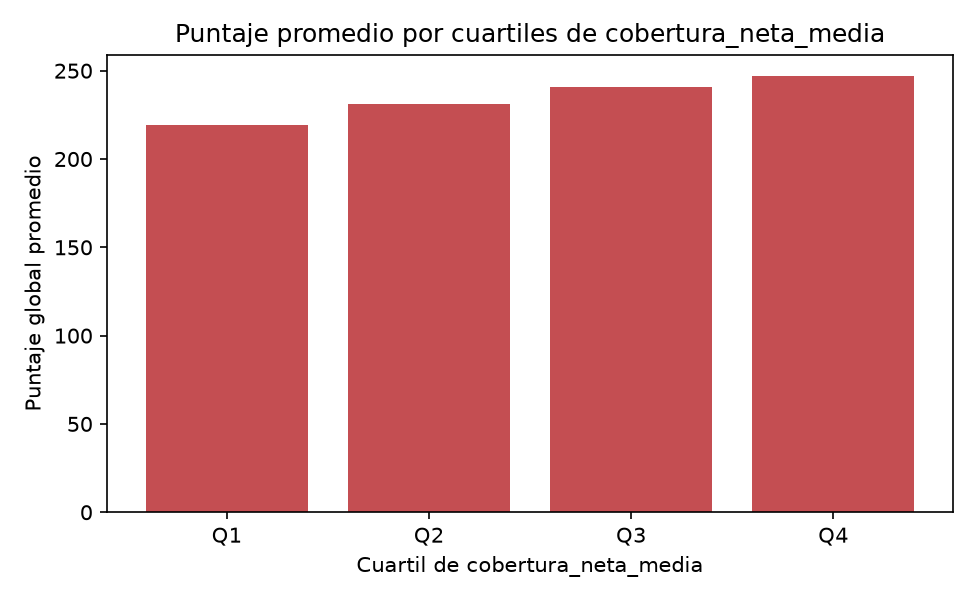 Puntaje promedio por cuartiles de cobertura_neta_media
Puntaje global promedio
250
200
150
100
50
0
Q1 Q2 Q3 Q4
Cuartil de cobertura_neta_media